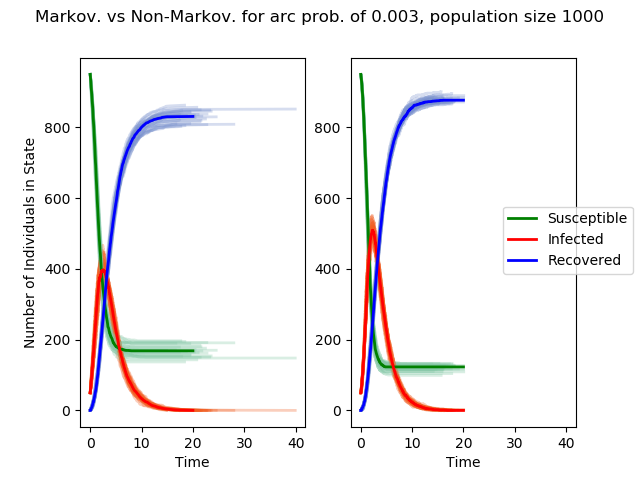 Markov. vs Non-Markov. for arc prob. of 0.003, population size 1000
Number of Individuals in State
800
600
400
200
0
0 10 20 30 40
Time
800
600
400
200
0
0 10 20 30 40
Time
Susceptible
Infected
Recovered